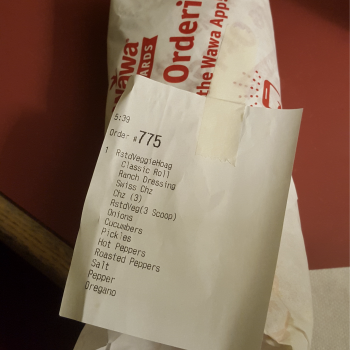 wawa
ARDS
Orderi
the Wawa App
5:39
Order #775
1 RstdVeggieHoag
Classic Roll
Ranch Dressing
Swiss Chz
Chz (3)
RstdVeg(3 Scoop)
Onions
Cucumbers
Pickles
Hot Peppers
Roasted Peppers
Salt
Pepper
Oregano